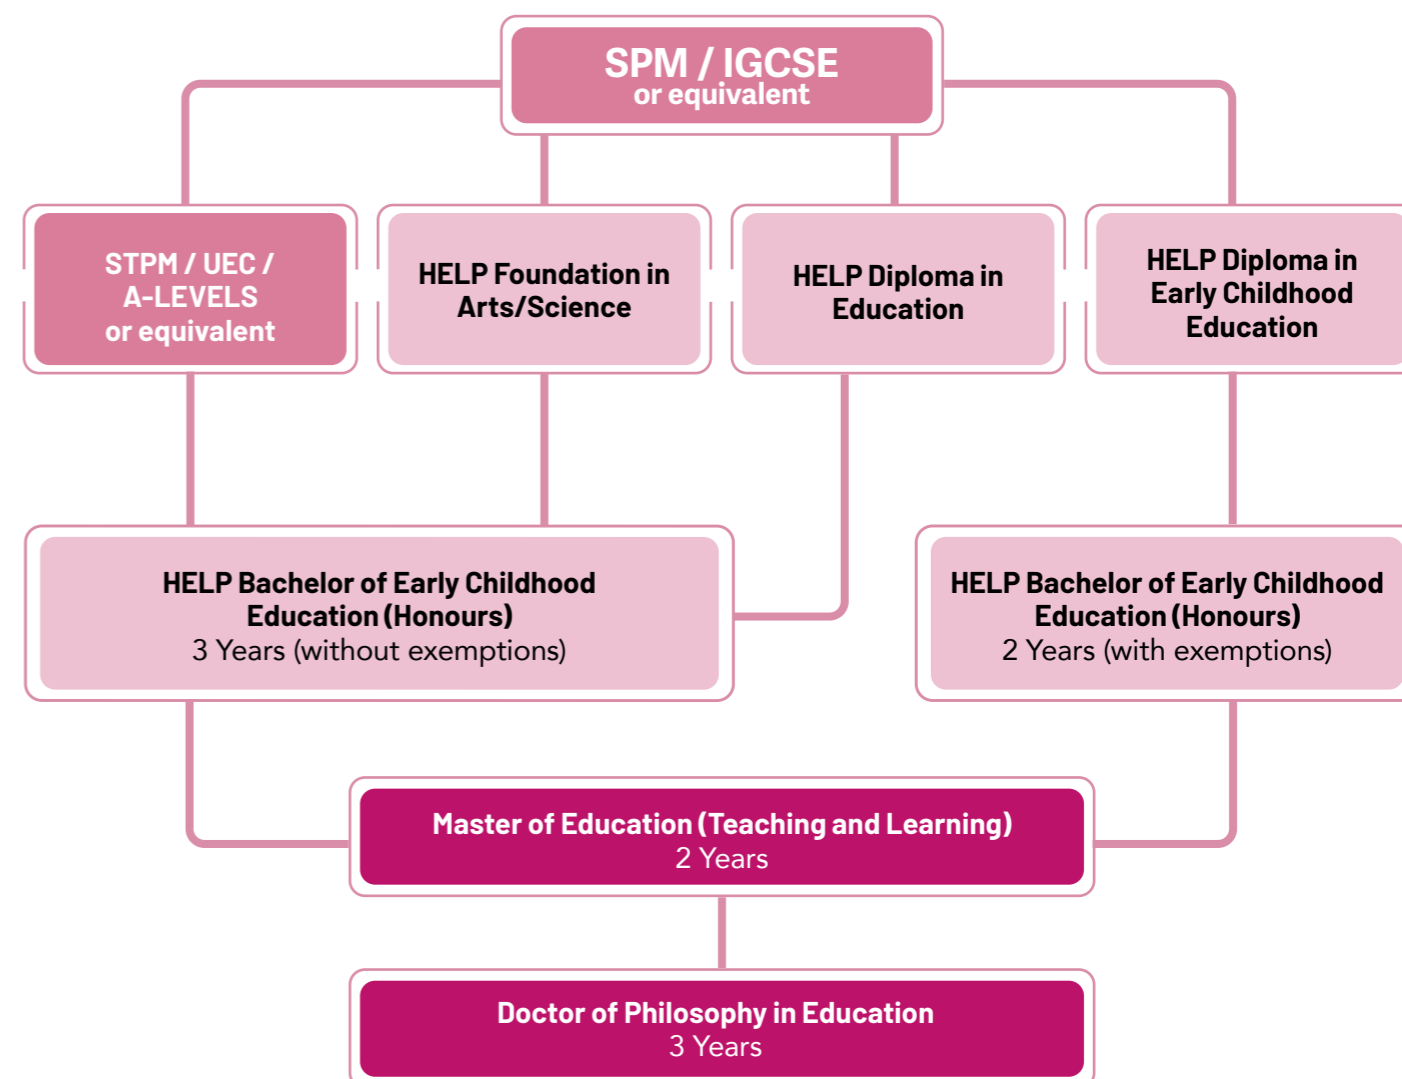 SPM / IGCSE
or equivalent
STPM / UEC /
A-LEVELS
or equivalent
HELP Foundation in
Arts/Science
HELP Diploma in
Education
HELP Diploma in
Early Childhood
Education
HELP Bachelor of Early Childhood
Education (Honours)
3 Years (without exemptions)
HELP Bachelor of Early Childhood
Education (Honours)
2 Years (with exemptions)
Master of Education (Teaching and Learning)
2 Years
Doctor of Philosophy in Education
3 Years